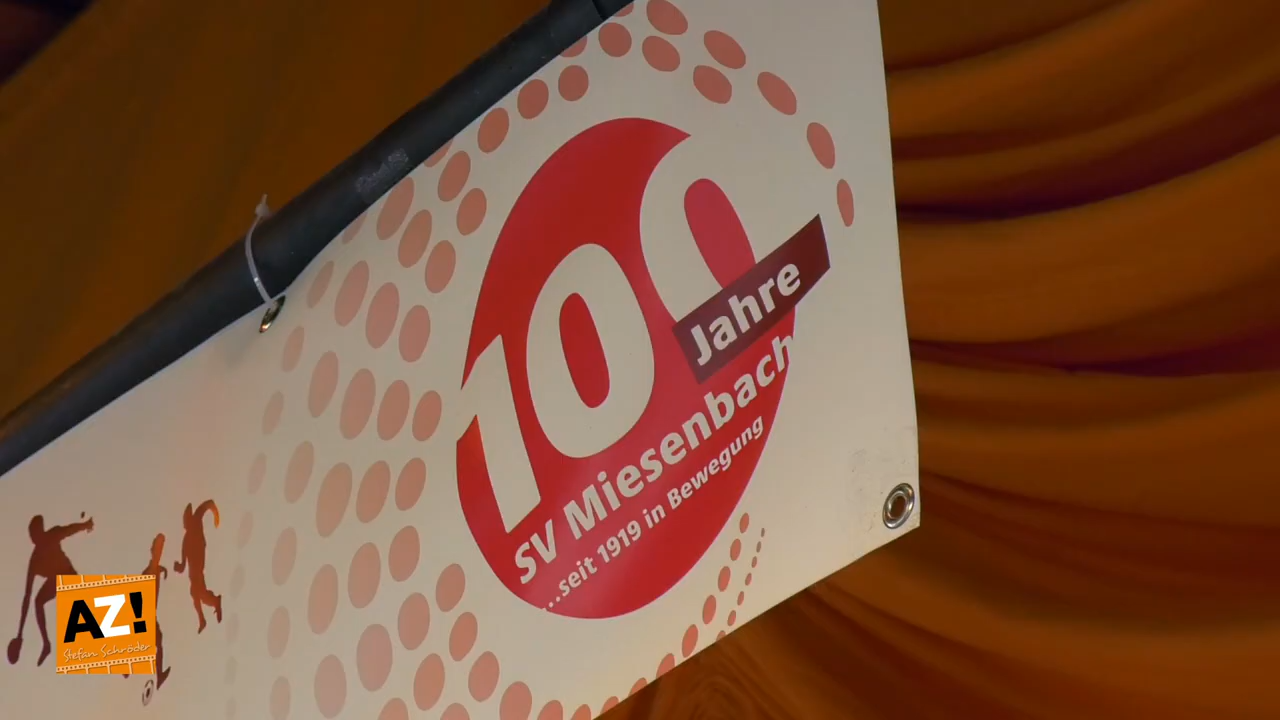 100
Jahre
SV Miesenbach
...seit 1919 in Bewegung
AZ!
Stefan Schröder